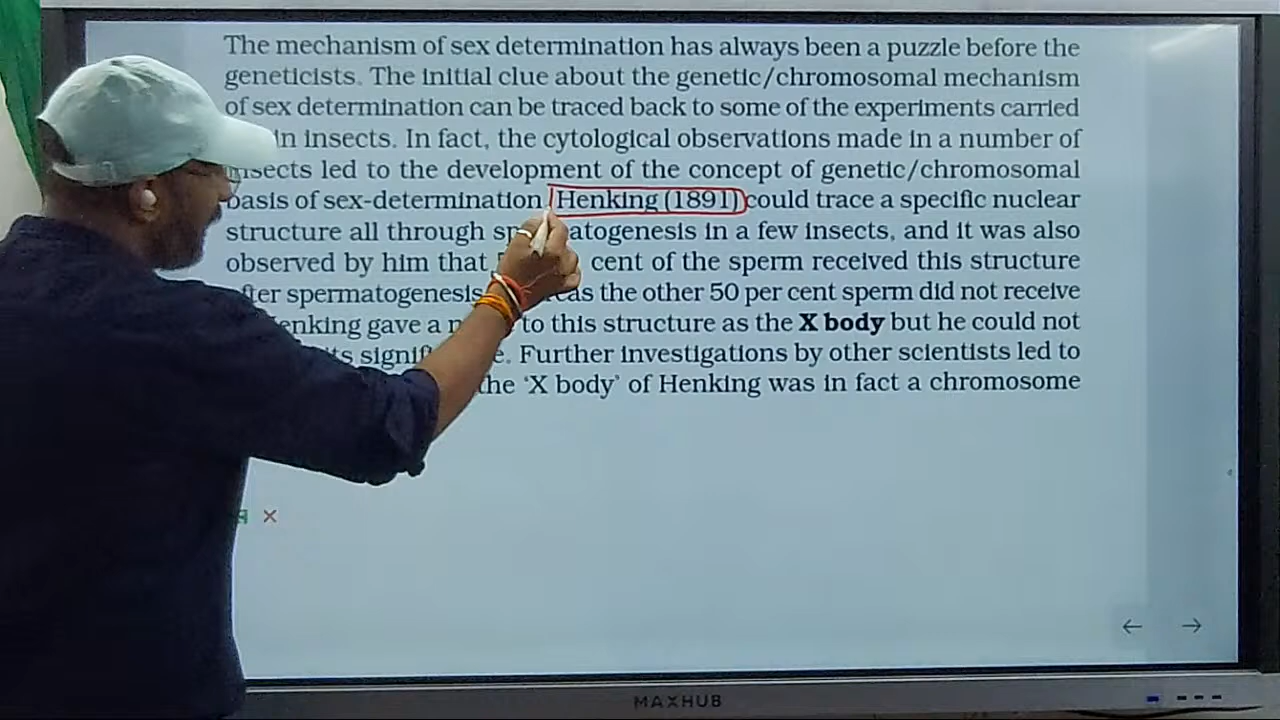 The mechanism of sex determination has always been a puzzle before the
geneticists. The initial clue about the genetic/chromosomal mechanism
of sex determination can be traced back to some of the experiments carried
in insects. In fact, the cytological observations made in a number of
insects led to the development of the concept of genetic/chromosomal
basis of sex-determination Henking (1891) could trace a specific nuclear
structure all through spermatogenesis in a few insects, and it was also
observed by him that cent of the sperm received this structure
after spermatogenesis the other 50 per cent sperm did not receive
Henking gave a to this structure as the X body but he could not
its significance. Further investigations by other scientists led to
the 'X body' of Henking was in fact a chromosome
MAXHUB